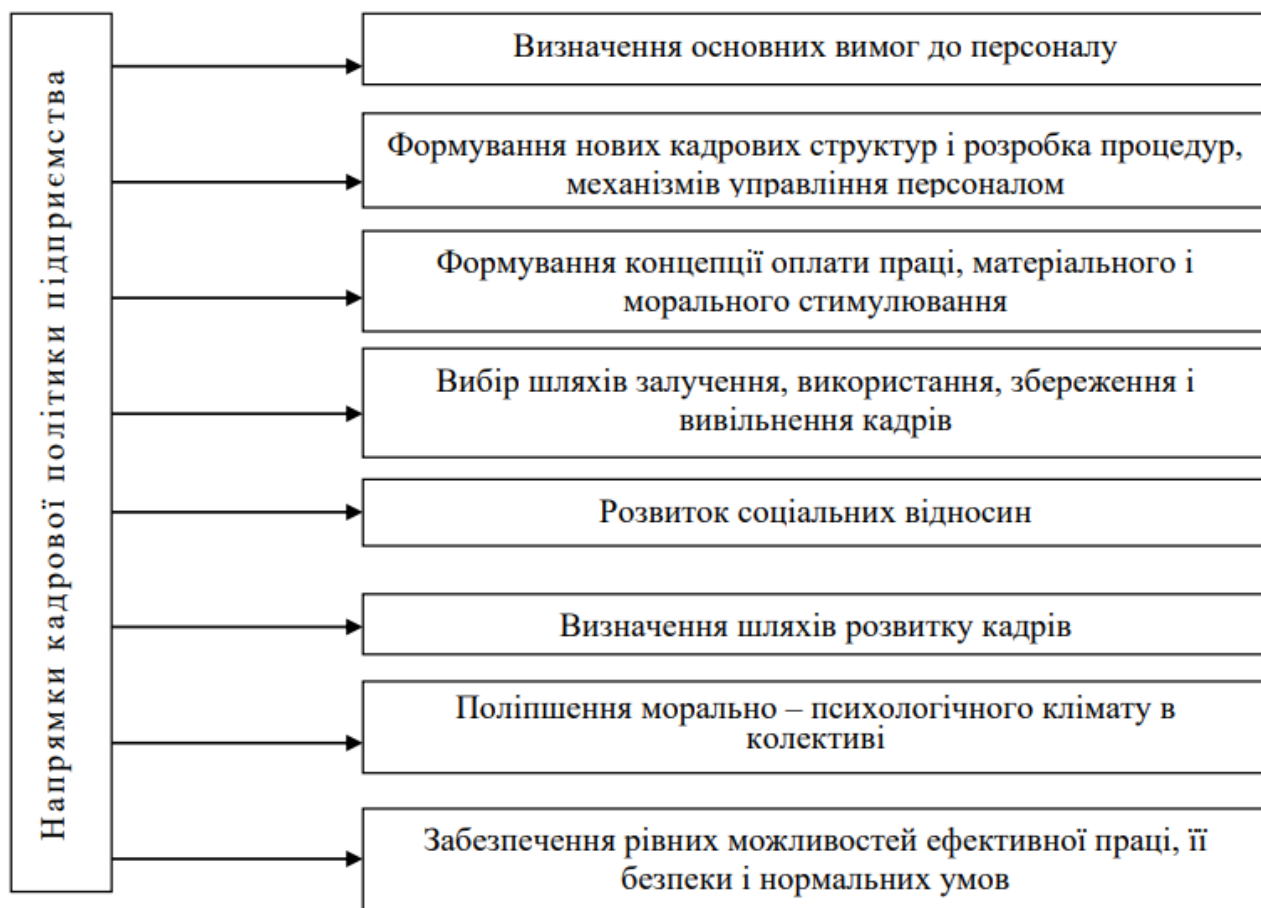 Напрямки кадрової політики підприємства
Визначення основних вимог до персоналу
Формування нових кадрових структур і розробка процедур,
механізмів управління персоналом
Формування концепції оплати праці, матеріального і
морального стимулювання
Вибір шляхів залучення, використання, збереження і
вивільнення кадрів
Розвиток соціальних відносин
Визначення шляхів розвитку кадрів
Поліпшення морально – психологічного клімату в
колективі
Забезпечення рівних можливостей ефективної праці, її
безпеки і нормальних умов